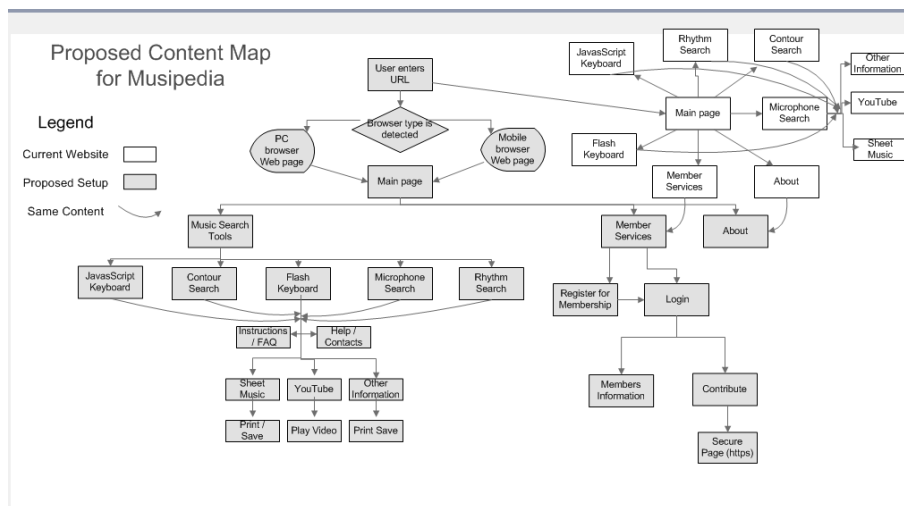 Proposed Content Map
for Musipedia
Legend
Current Website
Proposed Setup
Same Content
User enters
URL
Browser type is
detected
PC
browser
Web page
Mobile
browser
Web page
Main page
JavasScript
Keyboard
Rhythm
Search
Contour
Search
Other
Information
Main page
Microphone
Search
YouTube
Flash
Keyboard
Sheet
Music
Member
Services
About
Music Search
Tools
Member
Services
About
JavasScript
Keyboard
Contour
Search
Flash
Keyboard
Microphone
Search
Rhythm
Search
Register for
Membership
Login
Instructions
/ FAQ
Help /
Contacts
Sheet
Music
YouTube
Other
Information
Members
Information
Contribute
Print /
Save
Play Video
Print Save
Secure
Page (https)